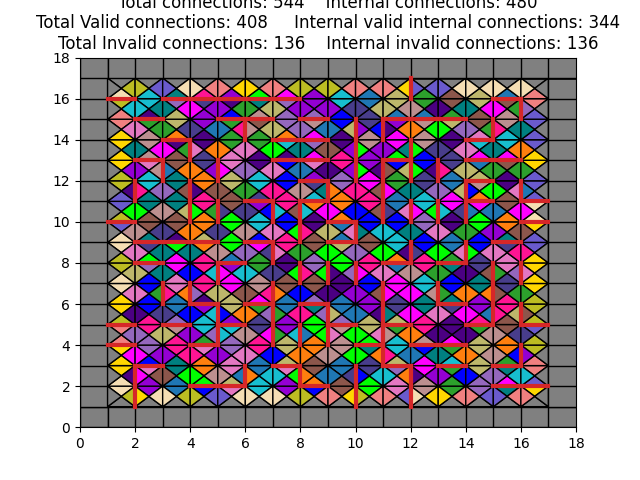 Total connections: 544    Internal connections: 480
Total Valid connections: 408    Internal valid internal connections: 344
Total Invalid connections: 136    Internal invalid connections: 136
18
16
14
12
10
8
6
4
2
0
0 2 4 6 8 10 12 14 16 18